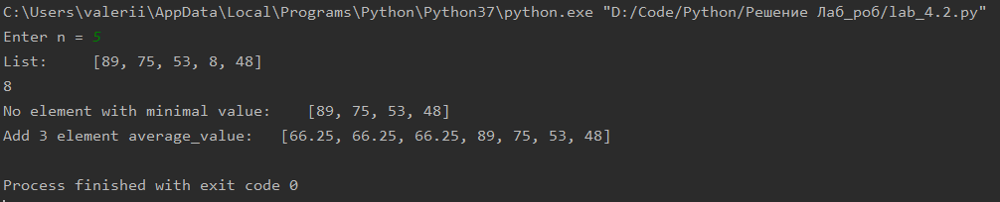 C:\Users\valerii\AppData\Local\Programs\Python\Python37\python.exe "D:/Code/Python/Решение Лаб_роб/lab_4.2.py"
Enter n = 5
List:     [89, 75, 53, 8, 48]
8
No element with minimal value:    [89, 75, 53, 48]
Add 3 element average_value:   [66.25, 66.25, 66.25, 89, 75, 53, 48]
Process finished with exit code 0